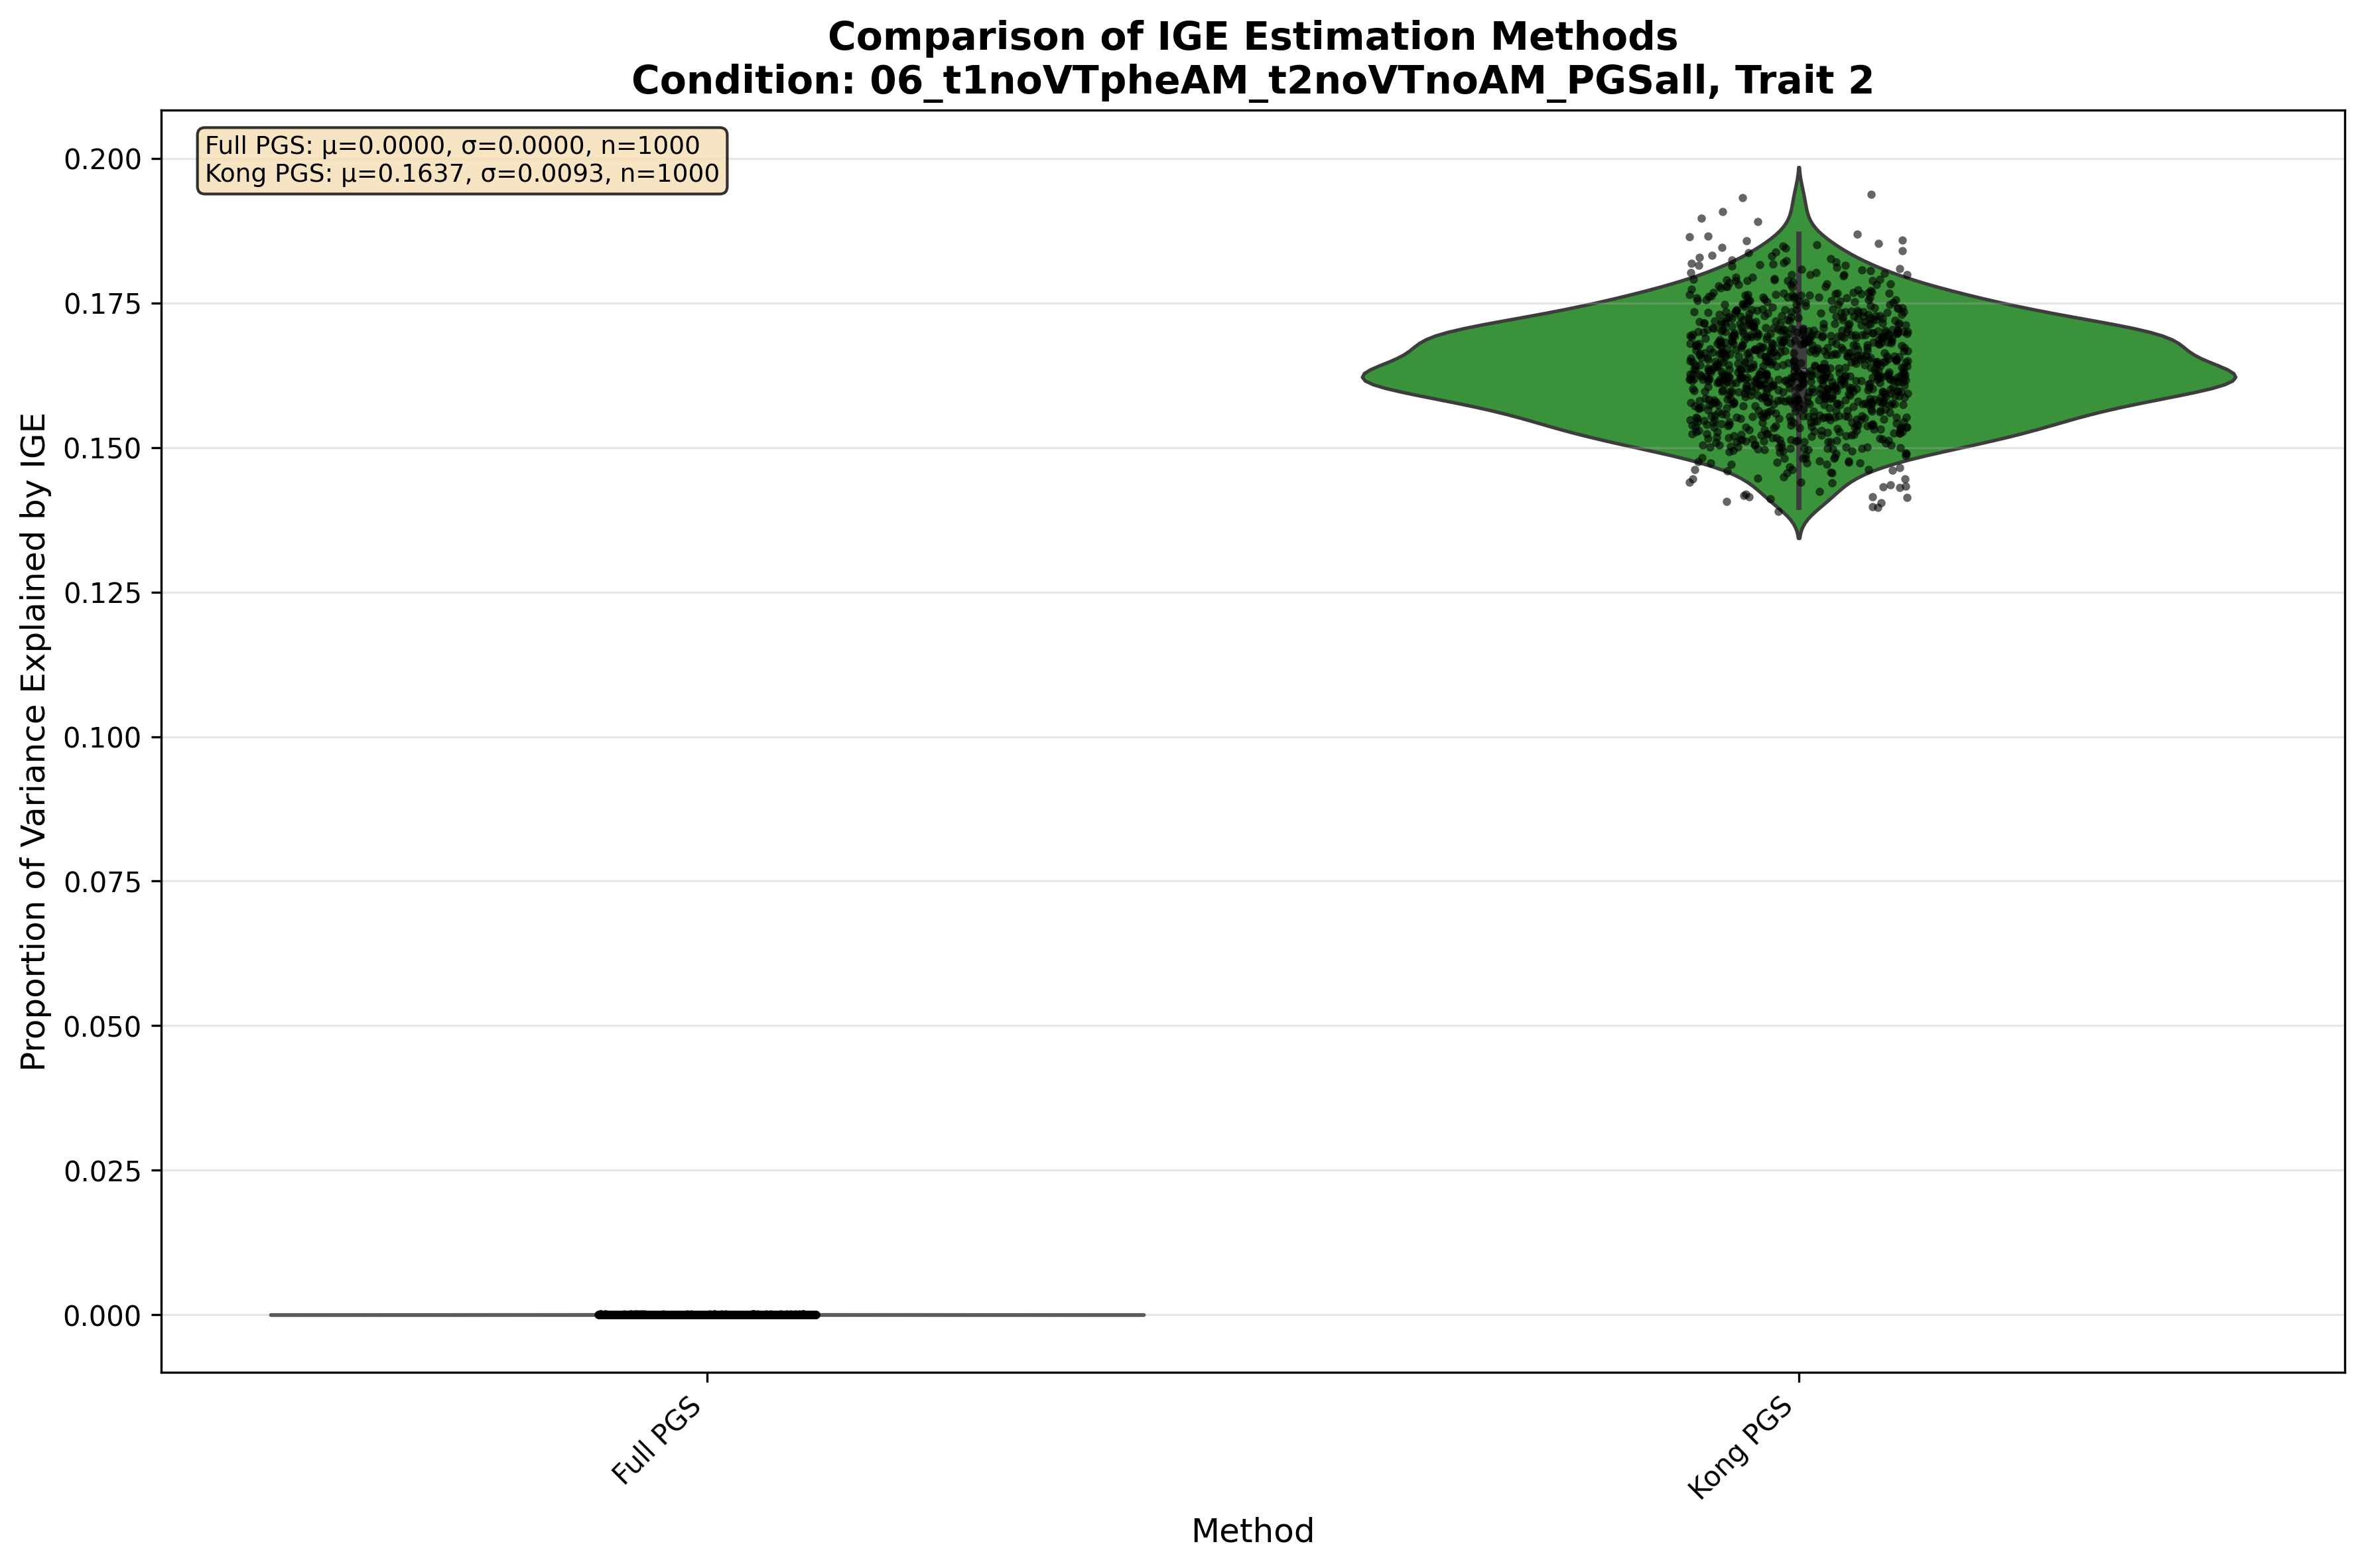 Comparison of IGE Estimation Methods
Condition: 06_t1noVTpheAM_t2noVTnoAM_PGSall, Trait 2
Full PGS: μ=0.0000, σ=0.0000, n=1000
Kong PGS: μ=0.1637, σ=0.0093, n=1000
Proportion of Variance Explained by IGE
0.200
0.175
0.150
0.125
0.100
0.075
0.050
0.025
0.000
Full PGS
Kong PGS
Method